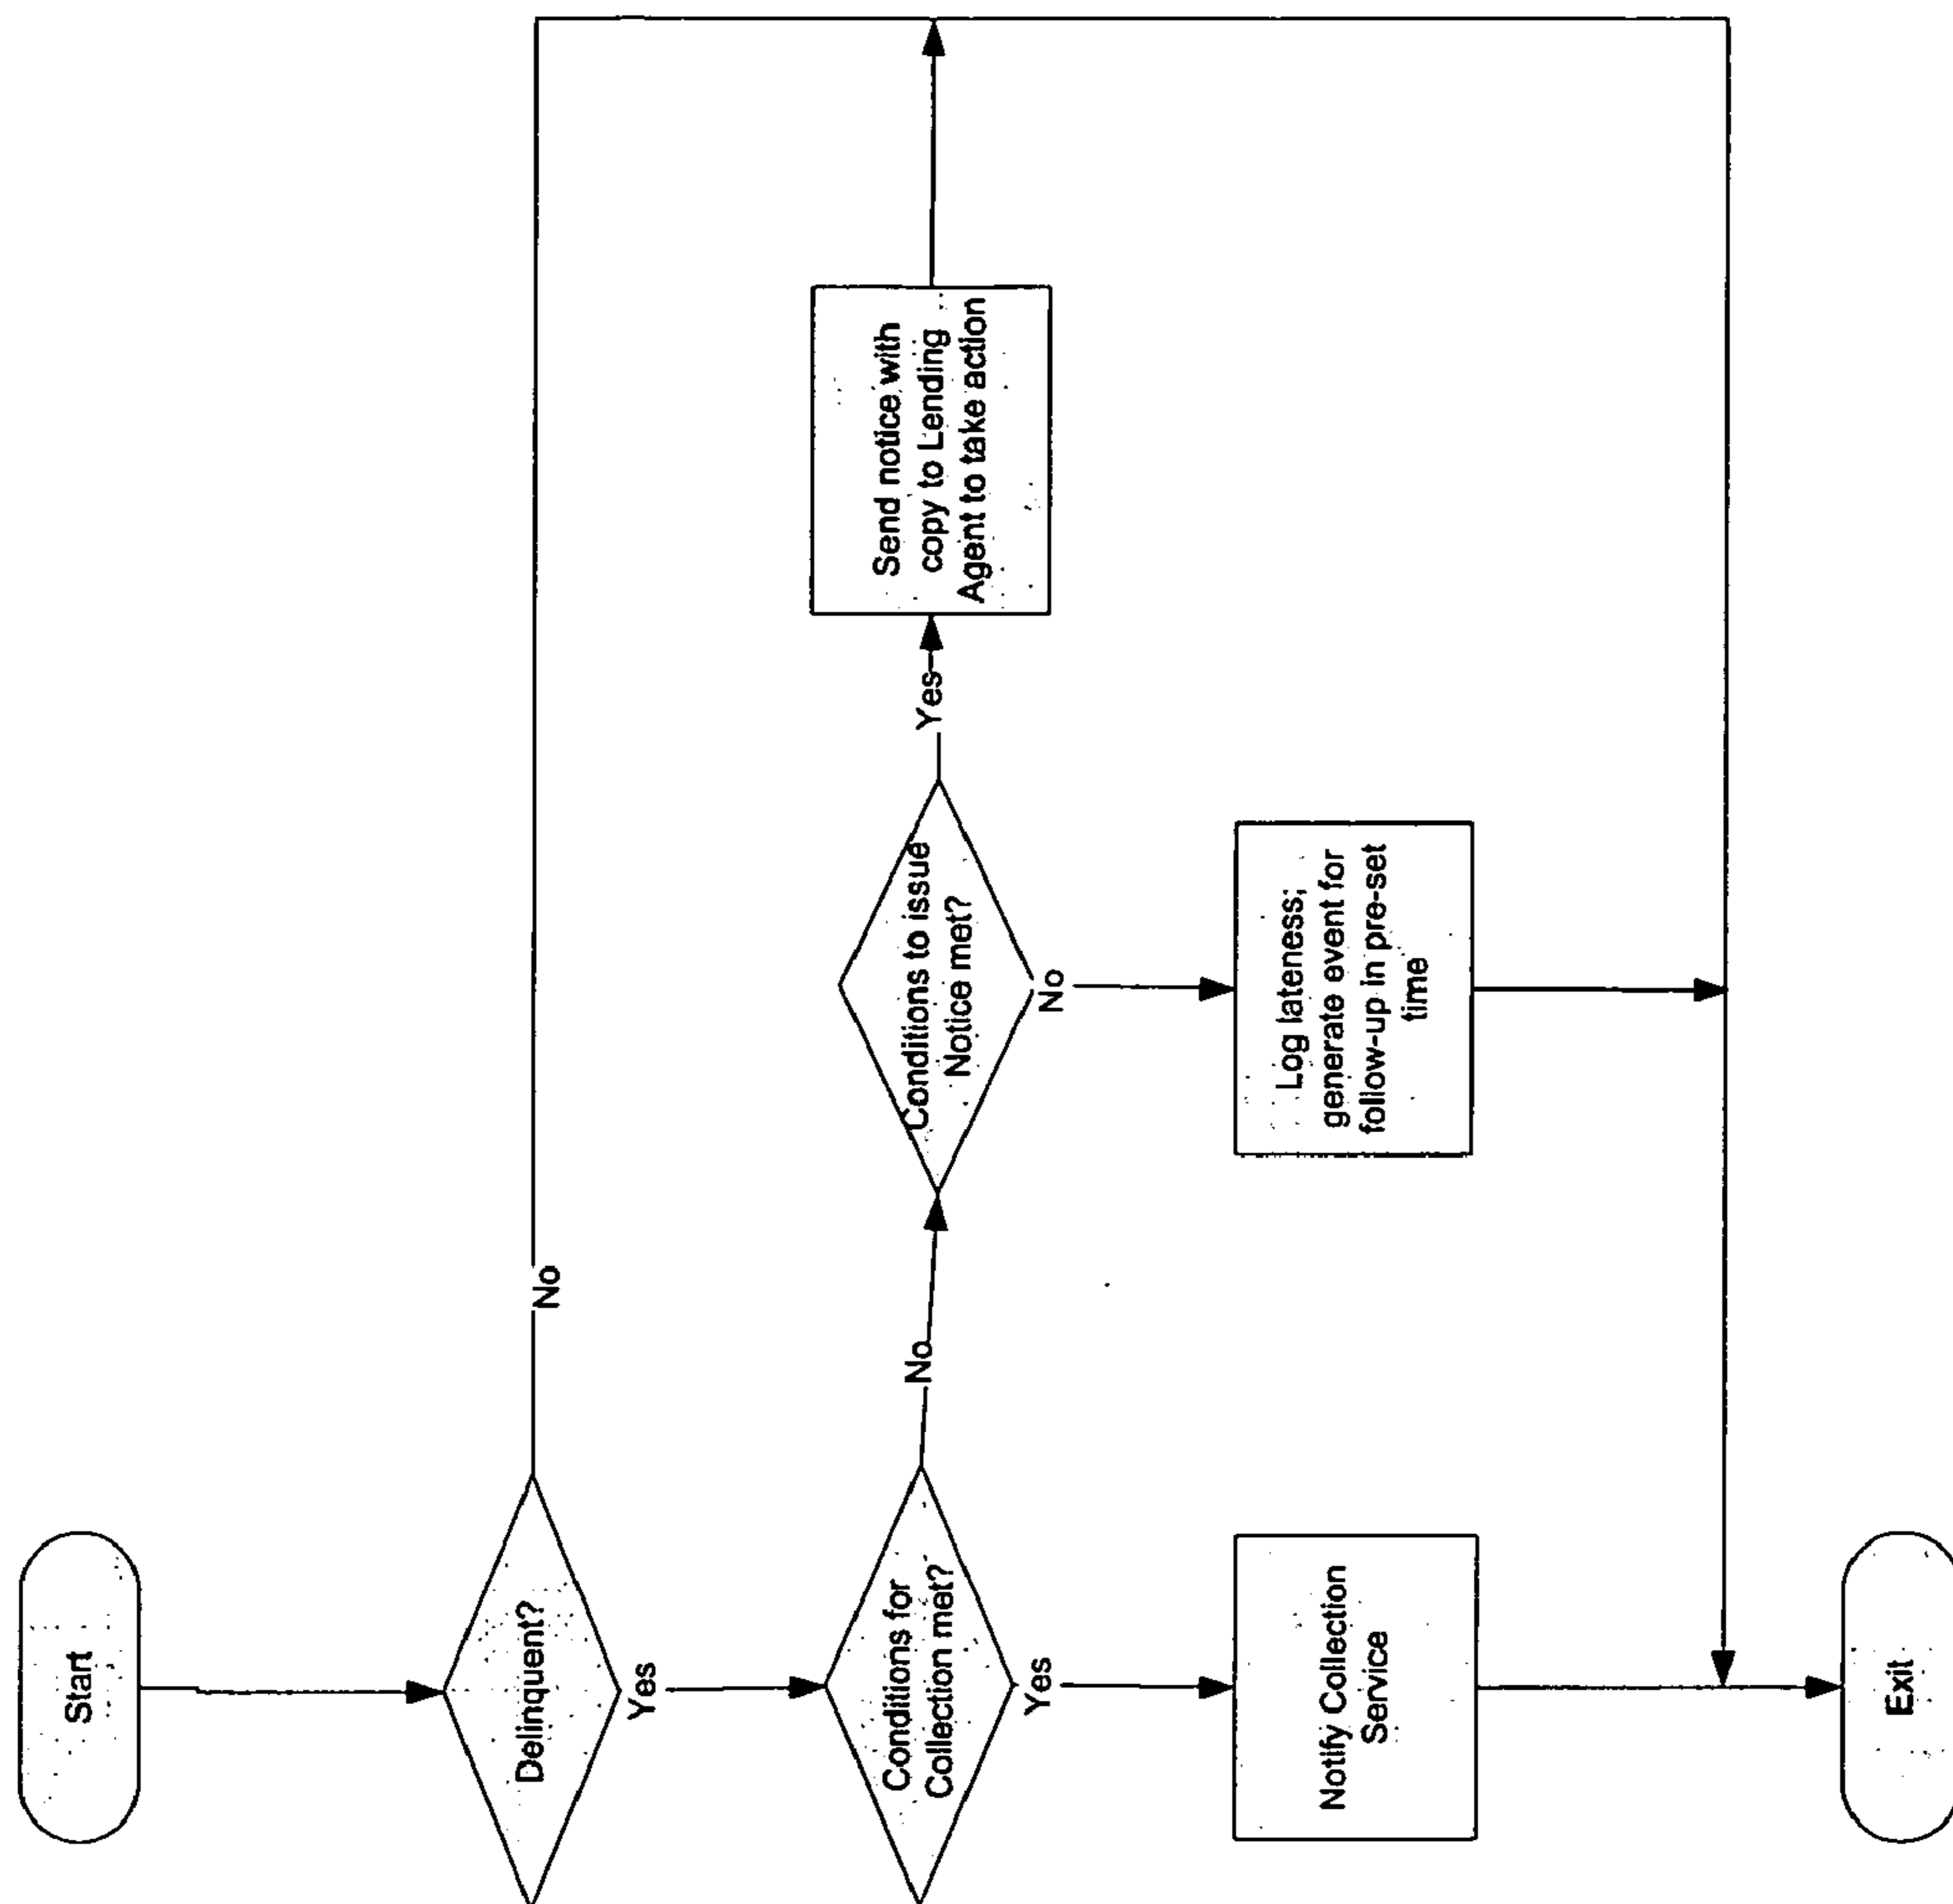 Start
Delinquent?
No
Yes
Conditions for
Collection met?
No
Yes
Conditions to issue
Notice met?
Yes
No
Send notice with
copy to Lending
Agent to take action
Log lateness;
generate event for
follow-up in pre-set
time
Notify Collection
Service
Exit